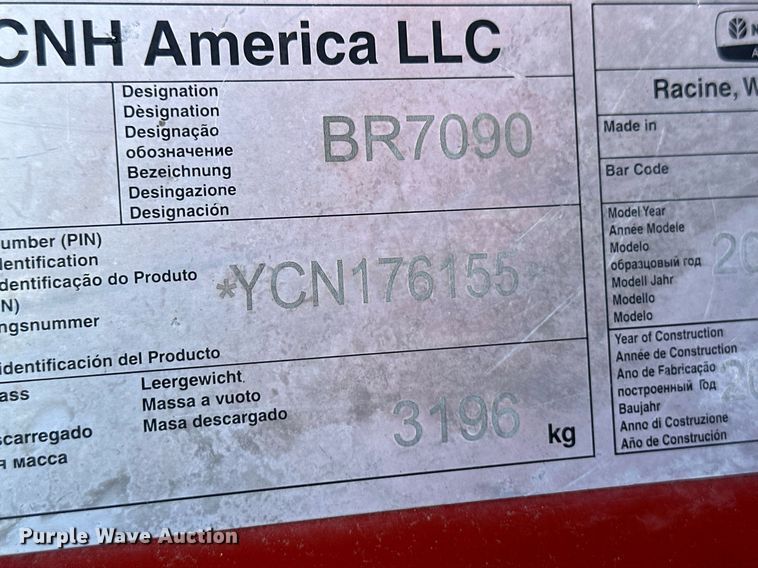 CNH America LLC
Designation
Dèsignation
Designação
обозначение
Bezeichnung
Desingazione
Designación
BR7090
umber (PIN)
dentification
dentificação do Produto
N)
ngsnummer
identificación del Producto
*YCN176155
ass
scarregado
я масса
Leergewicht
Massa a vuoto
Masa descargado
3196 kg
N
A
Racine, W
Made in
Bar Code
Model Year
Année Modele
Modelo
образцовый год
Modell Jahr
Modello
Modelo
20
Year of Construction
Année de Construction
Ano de Fabricação
построенный Год
Baujahr
Anno di Costruzione
Año de Construción
20
Purple Wave Auction